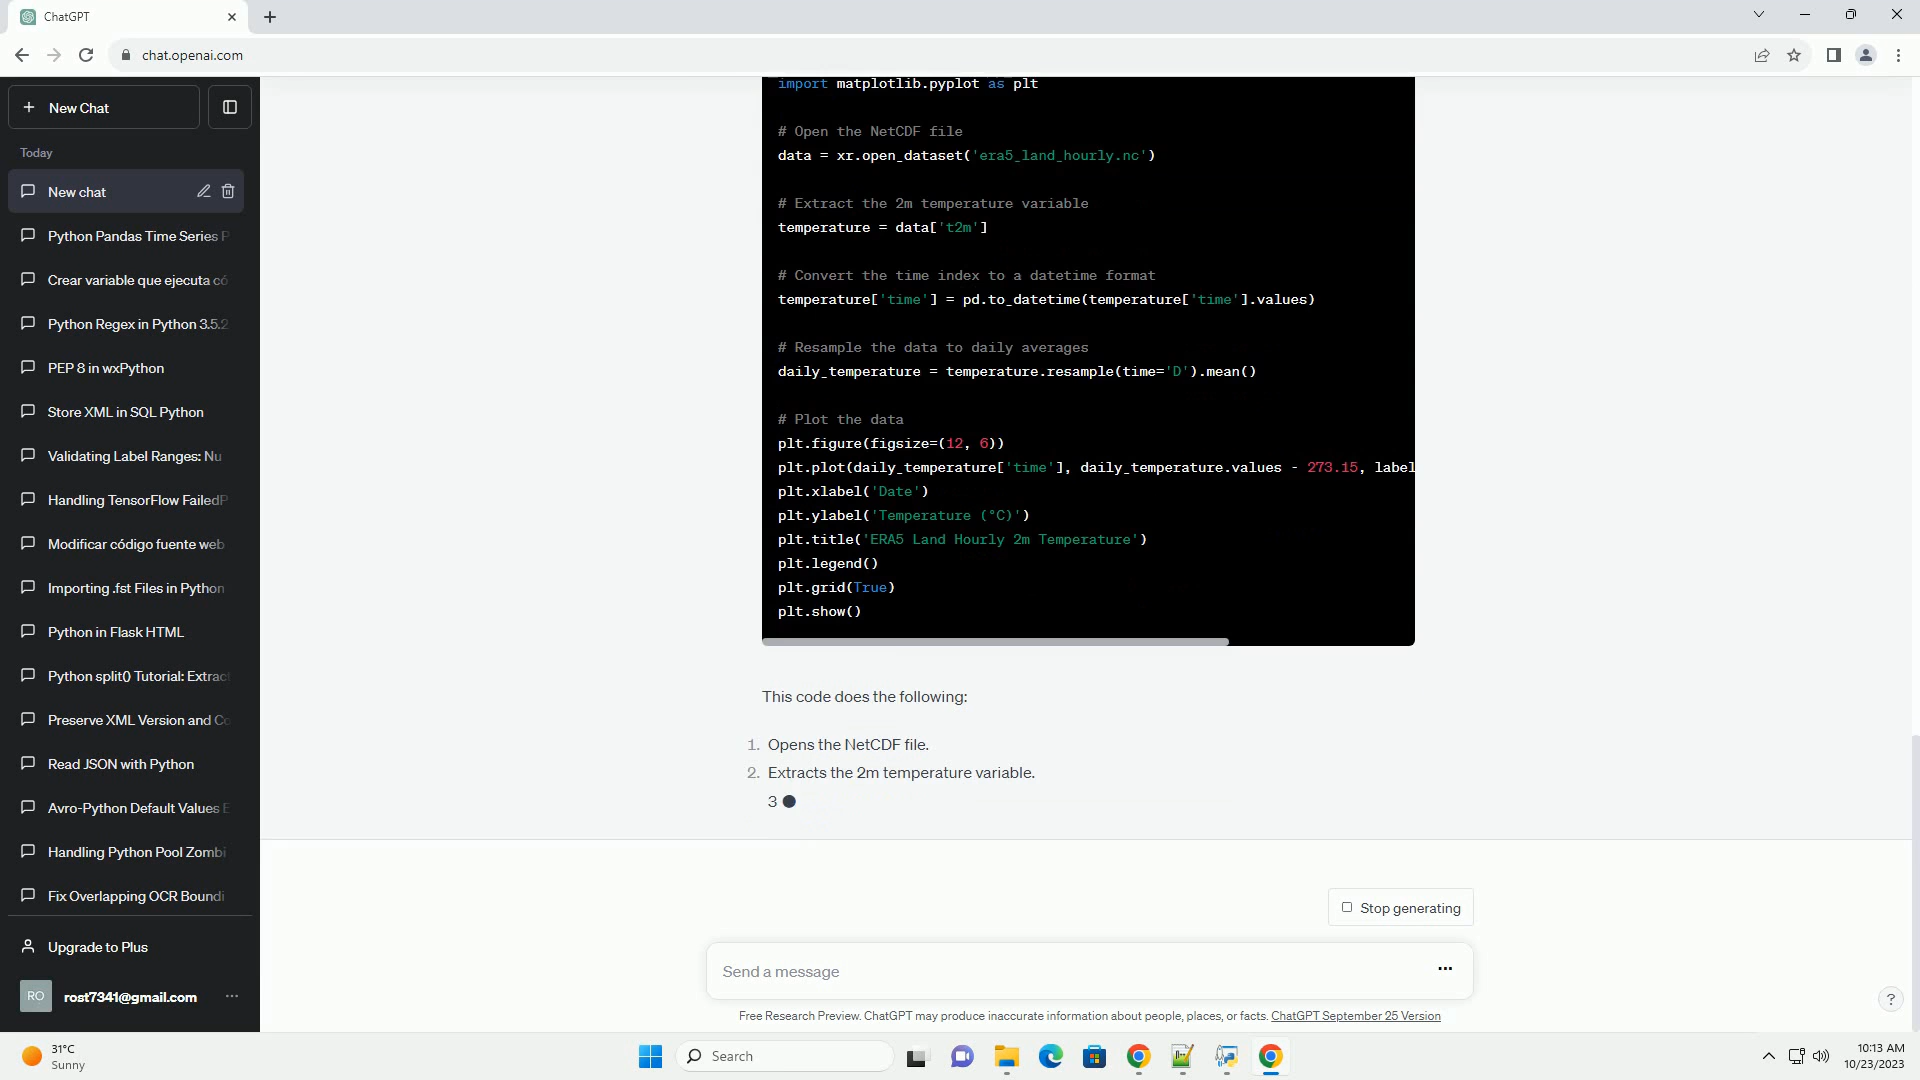 ChatGPT
chat.openai.com
New Chat
Today
New chat
Python Pandas Time Series P
Crear variable que ejecuta có
Python Regex in Python 3.5.2
PEP 8 in wxPython
Store XML in SQL Python
Validating Label Ranges: Nu
Handling TensorFlow FailedP
Modificar código fuente web
Importing .fst Files in Python
Python in Flask HTML
Python split() Tutorial: Extrac
Preserve XML Version and Co
Read JSON with Python
Avro-Python Default Values E
Handling Python Pool Zombi
Fix Overlapping OCR Boundi
Upgrade to Plus
RO rost7341@gmail.com
import matplotlib.pyplot as plt
# Open the NetCDF file
data = xr.open_dataset('era5_land_hourly.nc')
# Extract the 2m temperature variable
temperature = data['t2m']
# Convert the time index to a datetime format
temperature['time'] = pd.to_datetime(temperature['time'].values)
# Resample the data to daily averages
daily_temperature = temperature.resample(time='D').mean()
# Plot the data
plt.figure(figsize=(12, 6))
plt.plot(daily_temperature['time'], daily_temperature.values - 273.15, label
plt.xlabel('Date')
plt.ylabel('Temperature (°C)')
plt.title('ERA5 Land Hourly 2m Temperature')
plt.legend()
plt.grid(True)
plt.show()
This code does the following:
1. Opens the NetCDF file.
2. Extracts the 2m temperature variable.
3
Stop generating
Send a message
Free Research Preview. ChatGPT may produce inaccurate information about people, places, or facts. ChatGPT September 25 Version
?
31°C
Sunny
Search
10:13 AM
10/23/2023